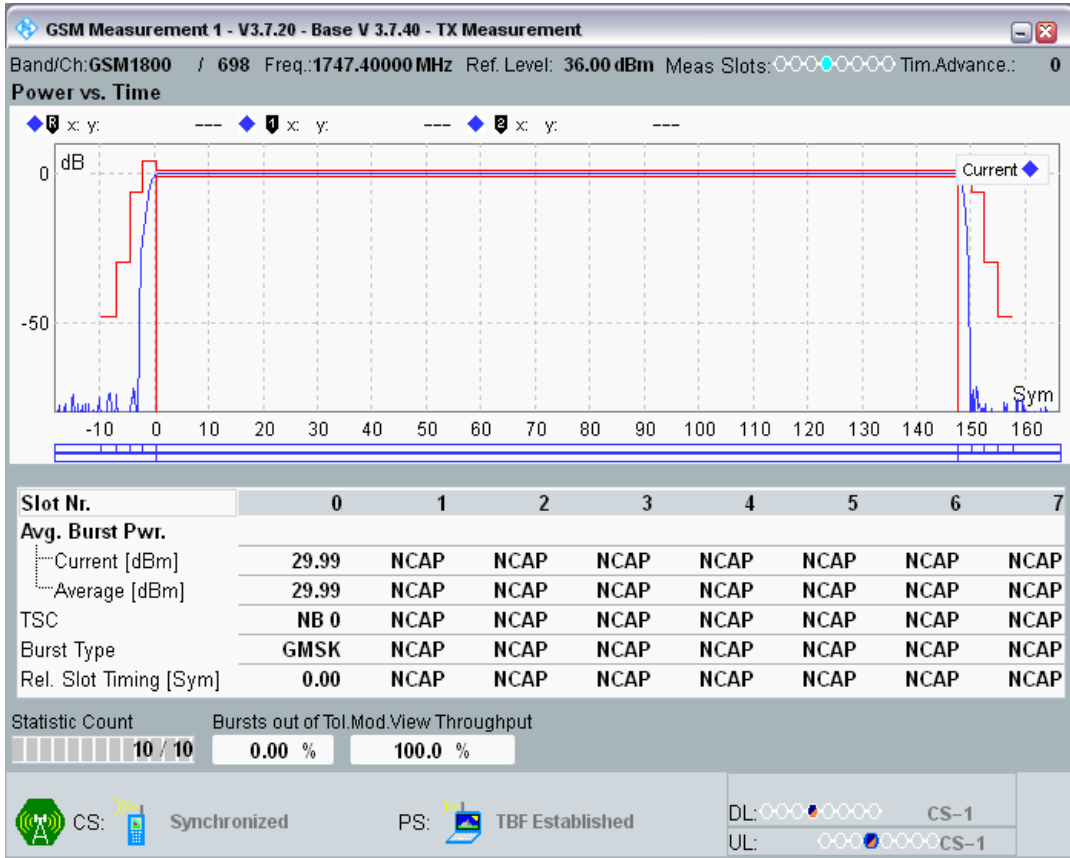 GSM Measurement 1 - V3.7.20 - Base V 3.7.40 - TX Measurement
Band/Ch:GSM1800 / 698 Freq.:1747.40000 MHz Ref. Level: 36.00 dBm Meas Slots: Tim.Advance.: 0
Power vs. Time
R x: y: --- 1 x: y: --- 2 x: y: ---
dB
Current
0
-50
Sym
-10 0 10 20 30 40 50 60 70 80 90 100 110 120 130 140 150 160
Slot Nr. 0 1 2 3 4 5 6 7
Avg. Burst Pwr.
Current [dBm] 29.99 NCAP NCAP NCAP NCAP NCAP NCAP NCAP
Average [dBm] 29.99 NCAP NCAP NCAP NCAP NCAP NCAP NCAP
TSC NB 0 NCAP NCAP NCAP NCAP NCAP NCAP NCAP
Burst Type GMSK NCAP NCAP NCAP NCAP NCAP NCAP NCAP
Rel. Slot Timing [Sym] 0.00 NCAP NCAP NCAP NCAP NCAP NCAP NCAP
Statistic Count Bursts out of Tol.Mod.View Throughput
10 / 10 0.00 % 100.0 %
CS: Synchronized PS: TBF Established
DL: CS-1
UL: CS-1